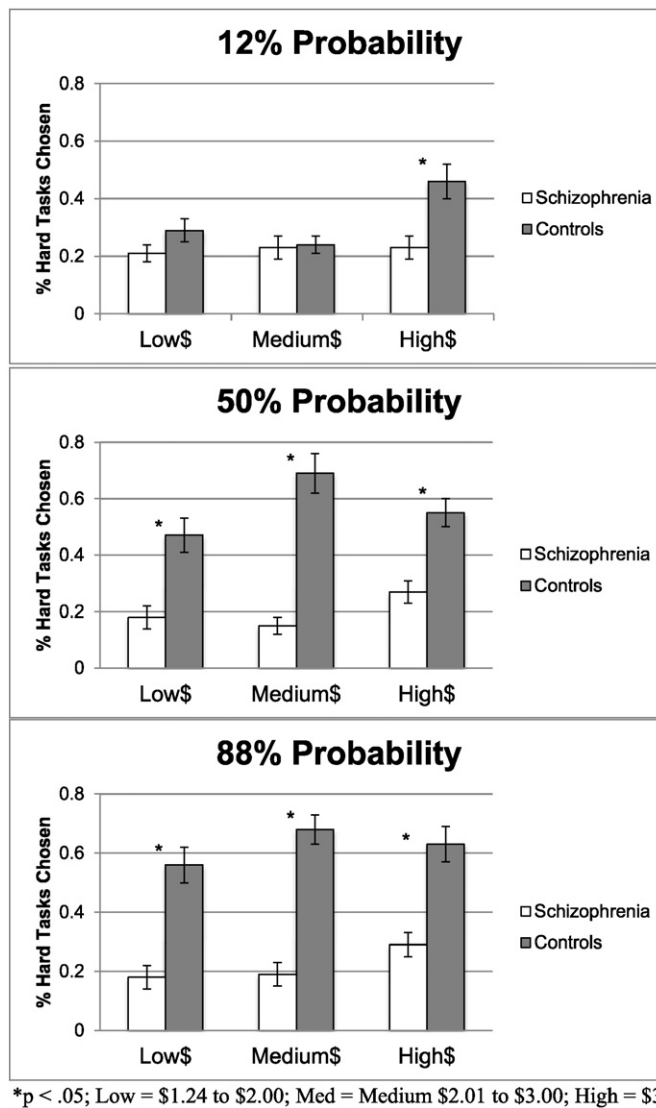 12% Probability
% Hard Tasks Chosen
0.8
0.6
0.4
0.2
0
*
Low$ Medium$ High$
Schizophrenia
Controls
50% Probability
% Hard Tasks Chosen
0.8
0.6
0.4
0.2
0
* * *
Low$ Medium$ High$
Schizophrenia
Controls
88% Probability
% Hard Tasks Chosen
0.8
0.6
0.4
0.2
0
* * *
Low$ Medium$ High$
Schizophrenia
Controls
*p < .05; Low = $1.24 to $2.00; Med = Medium $2.01 to $3.00; High = $3